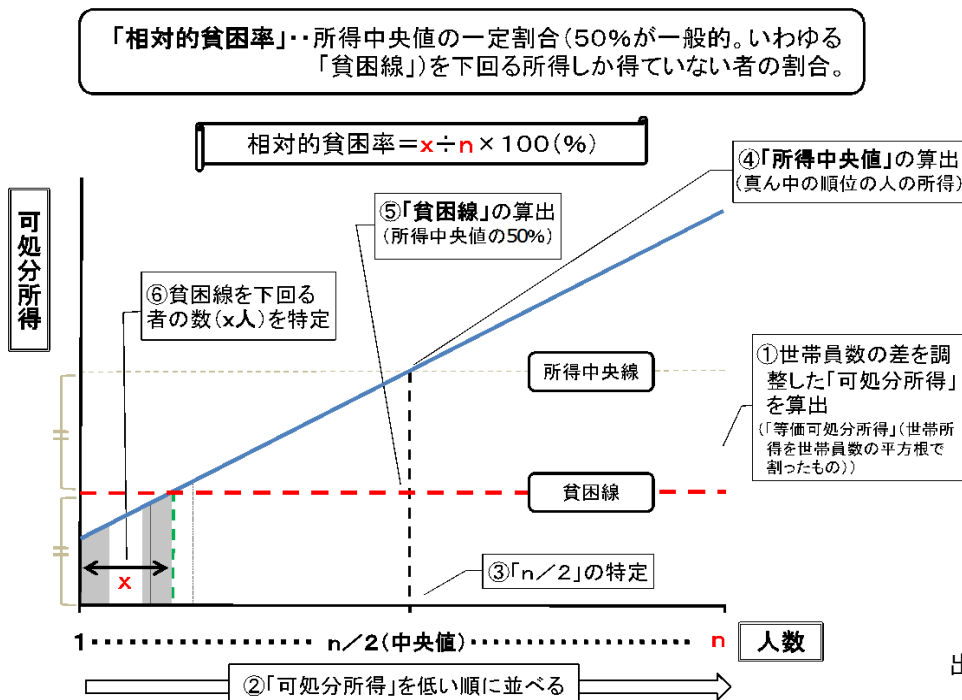 「相対的貧困率」・・所得中央値の一定割合(50%が一般的。いわゆる
「貧困線」)を下回る所得しか得ていない者の割合。
相対的貧困率=x÷n×100(%)
④「所得中央値」の算出
(真ん中の順位の人の所得)
可処分所得
⑤「貧困線」の算出
(所得中央値の50%)
⑥貧困線を下回る
者の数(x人)を特定
所得中央線
①世帯員数の差を調
整した「可処分所得」
を算出
(「等価可処分所得」(世帯所
得を世帯員数の平方根で
割ったもの))
貧困線
x
③「n/2」の特定
1・・・・・・・・・・・・・・・n/2(中央値)・・・・・・・・・・・・・・・n
人数
②「可処分所得」を低い順に並べる
出